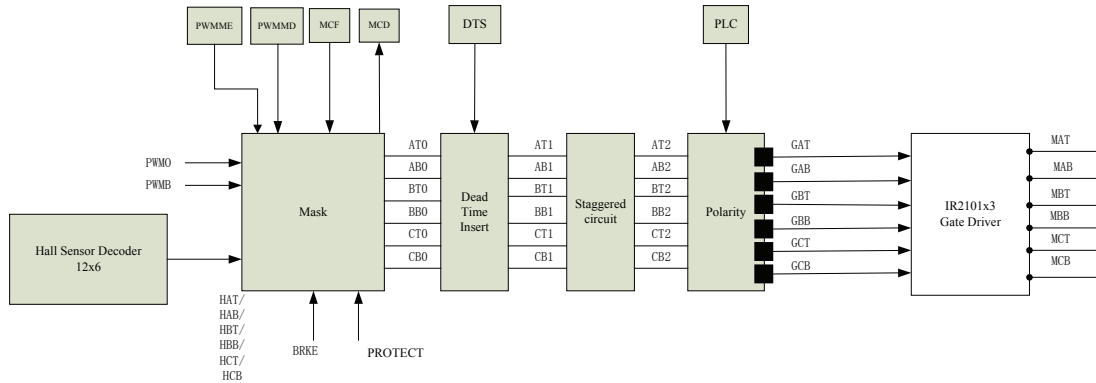 PWMME
PWMMD
MCF
MCD
DTS
PLC
PWMO
PWMB
Hall Sensor Decoder
12x6
HAT/
HAB/
HBT/
HBB/
HCT/
HCB
Mask
BRKE
PROTECT
AT0
AB0
BT0
BB0
CT0
CB0
Dead
Time
Insert
AT1
AB1
BT1
BB1
CT1
CB1
Staggered
circuit
AT2
AB2
BT2
BB2
CT2
CB2
Polarity
GAT
GAB
GBT
GBB
GCT
GCB
IR2101x3
Gate Driver
MAT
MAB
MBT
MBB
MCT
MCB